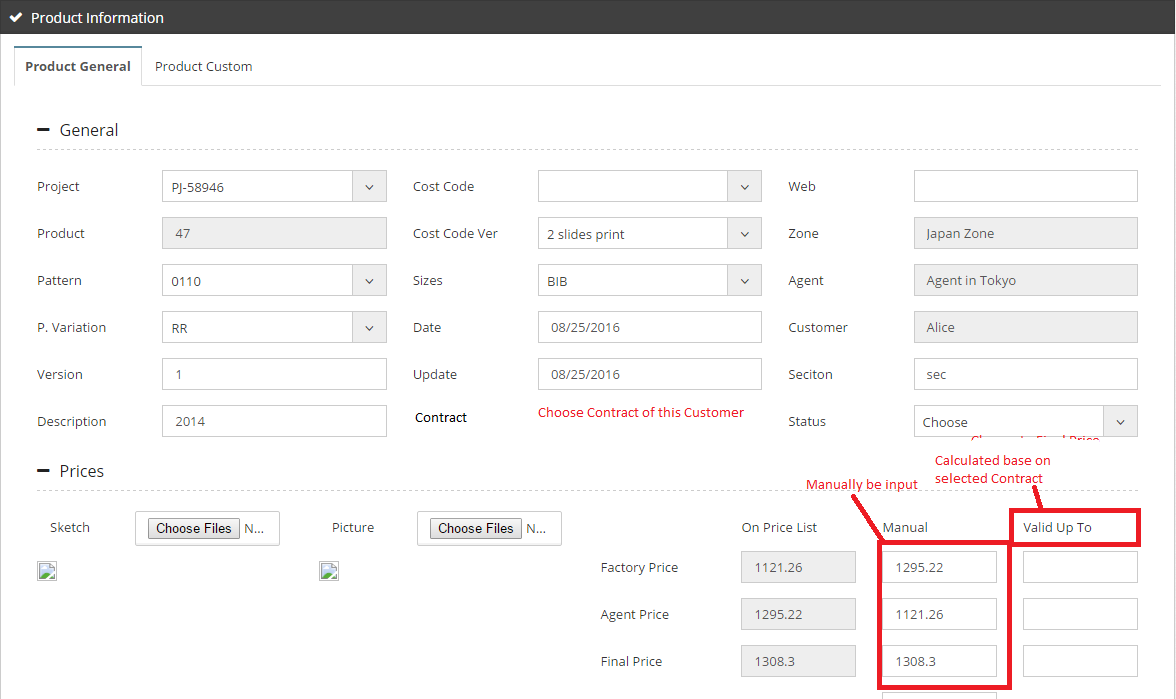 Product Information
Product General Product Custom
General
Project PJ-58946 Cost Code Web
Product 47 Cost Code Ver 2 slides print Zone Japan Zone
Pattern 0110 Sizes BIB Agent Agent in Tokyo
P. Variation RR Date 08/25/2016 Customer Alice
Version 1 Update 08/25/2016 Seciton sec
Description 2014 Contract Choose Contract of this Customer Status Choose
Prices
Calculated base on
selected Contract
Manually be input
Sketch Choose Files N... Picture Choose Files N... On Price List Manual Valid Up To
Factory Price 1121.26 1295.22
Agent Price 1295.22 1121.26
Final Price 1308.3 1308.3